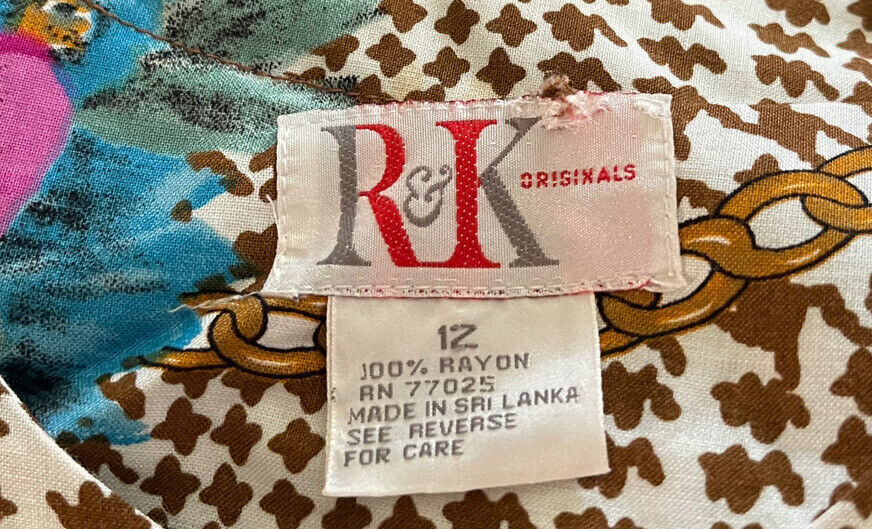 R&K ORIGINALS
12
100% RAYON
RN 77025
MADE IN SRI LANKA
SEE REVERSE
FOR CARE